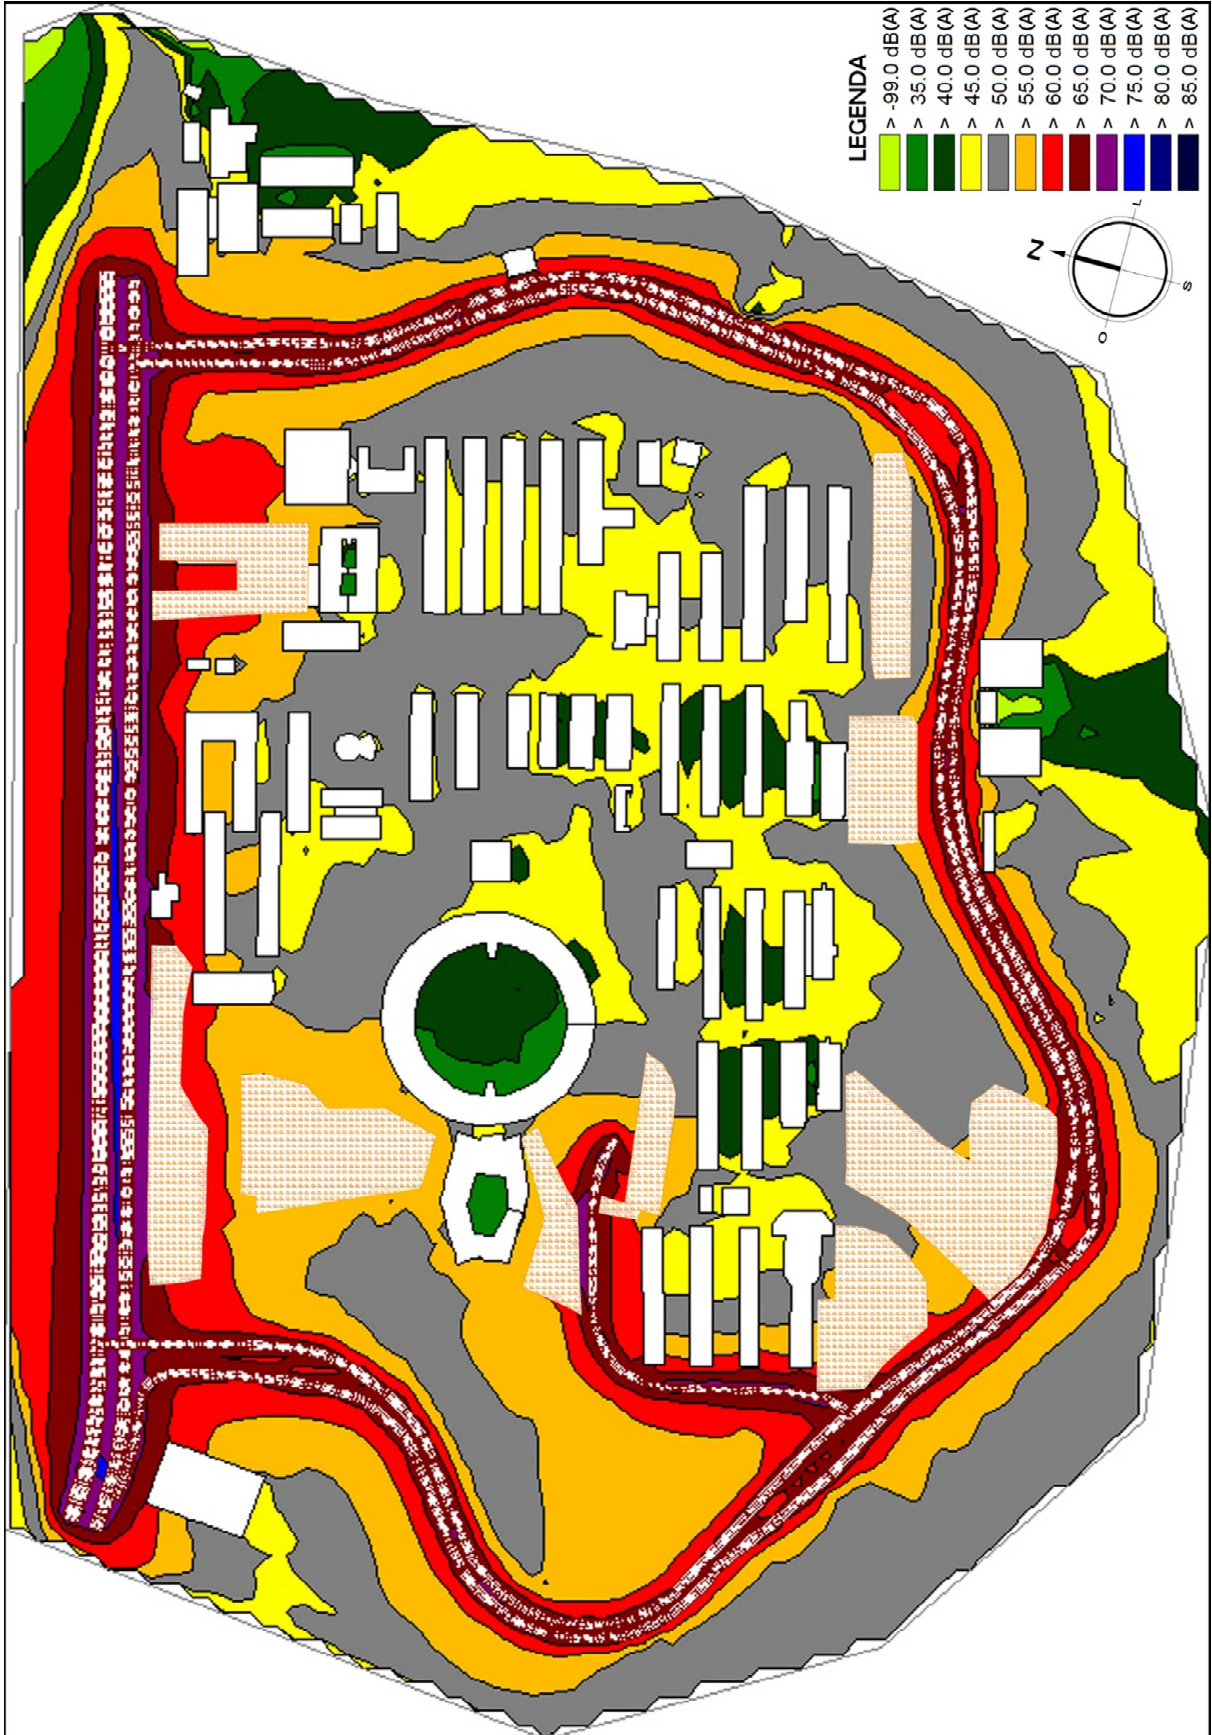 LEGENDA
> -99.0 dB(A)
> 35.0 dB(A)
> 40.0 dB(A)
> 45.0 dB(A)
> 50.0 dB(A)
> 55.0 dB(A)
> 60.0 dB(A)
> 65.0 dB(A)
> 70.0 dB(A)
> 75.0 dB(A)
> 80.0 dB(A)
> 85.0 dB(A)
N
L
S
O